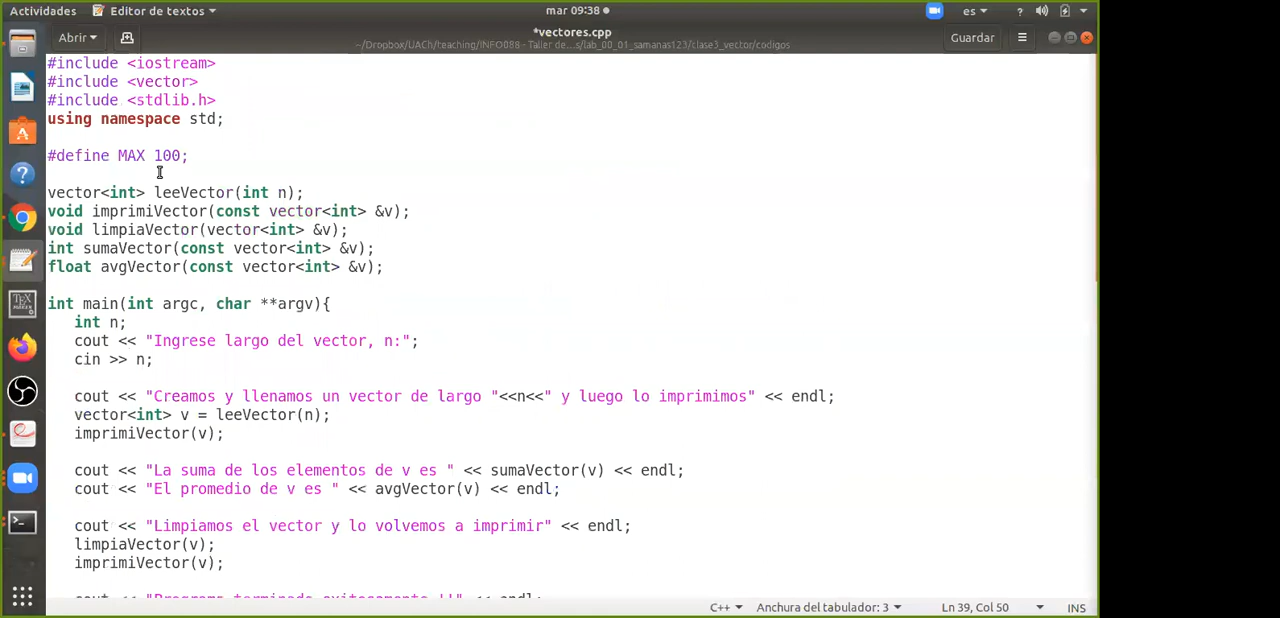 Actividades Editor de textos mar 09:38 es ?
Abrir *vectores.cpp Guardar
~/Dropbox/UACh/teaching/INFO088 - Taller de...s/lab_00_01_samanas123/clase3_vector/codigos
#include <iostream>
#include <vector>
#include <stdlib.h>
using namespace std;
#define MAX 100;
vector<int> leeVector(int n);
void imprimiVector(const vector<int> &v);
void limpiaVector(vector<int> &v);
int sumaVector(const vector<int> &v);
float avgVector(const vector<int> &v);
int main(int argc, char **argv){
int n;
cout << "Ingrese largo del vector, n:";
cin >> n;
cout << "Creamos y llenamos un vector de largo "<<n<<" y luego lo imprimimos" << endl;
vector<int> v = leeVector(n);
imprimiVector(v);
cout << "La suma de los elementos de v es " << sumaVector(v) << endl;
cout << "El promedio de v es " << avgVector(v) << endl;
cout << "Limpiamos el vector y lo volvemos a imprimir" << endl;
limpiaVector(v);
imprimiVector(v);
cout << "Programa terminado exitosamente !!" << endl;
C++ Anchura del tabulador: 3 Ln 39, Col 50 INS